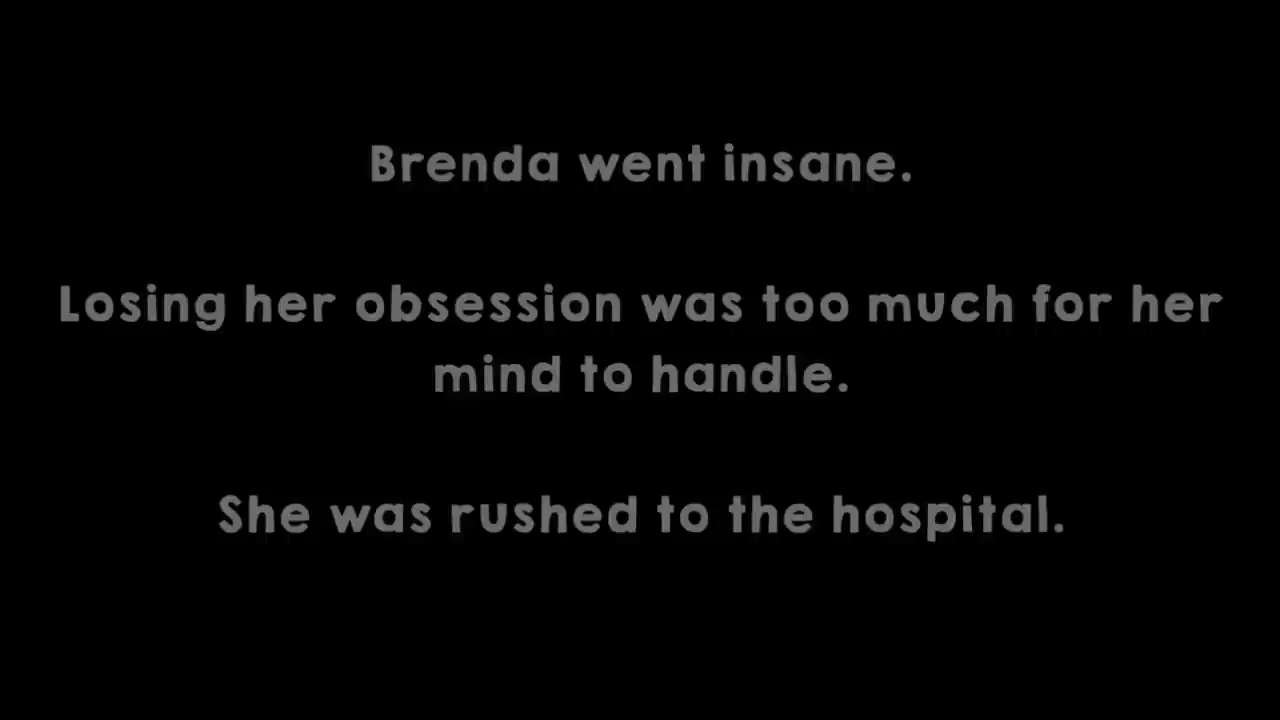 Brenda went insane.
Losing her obsession was too much for her
mind to handle.
She was rushed to the hospital.